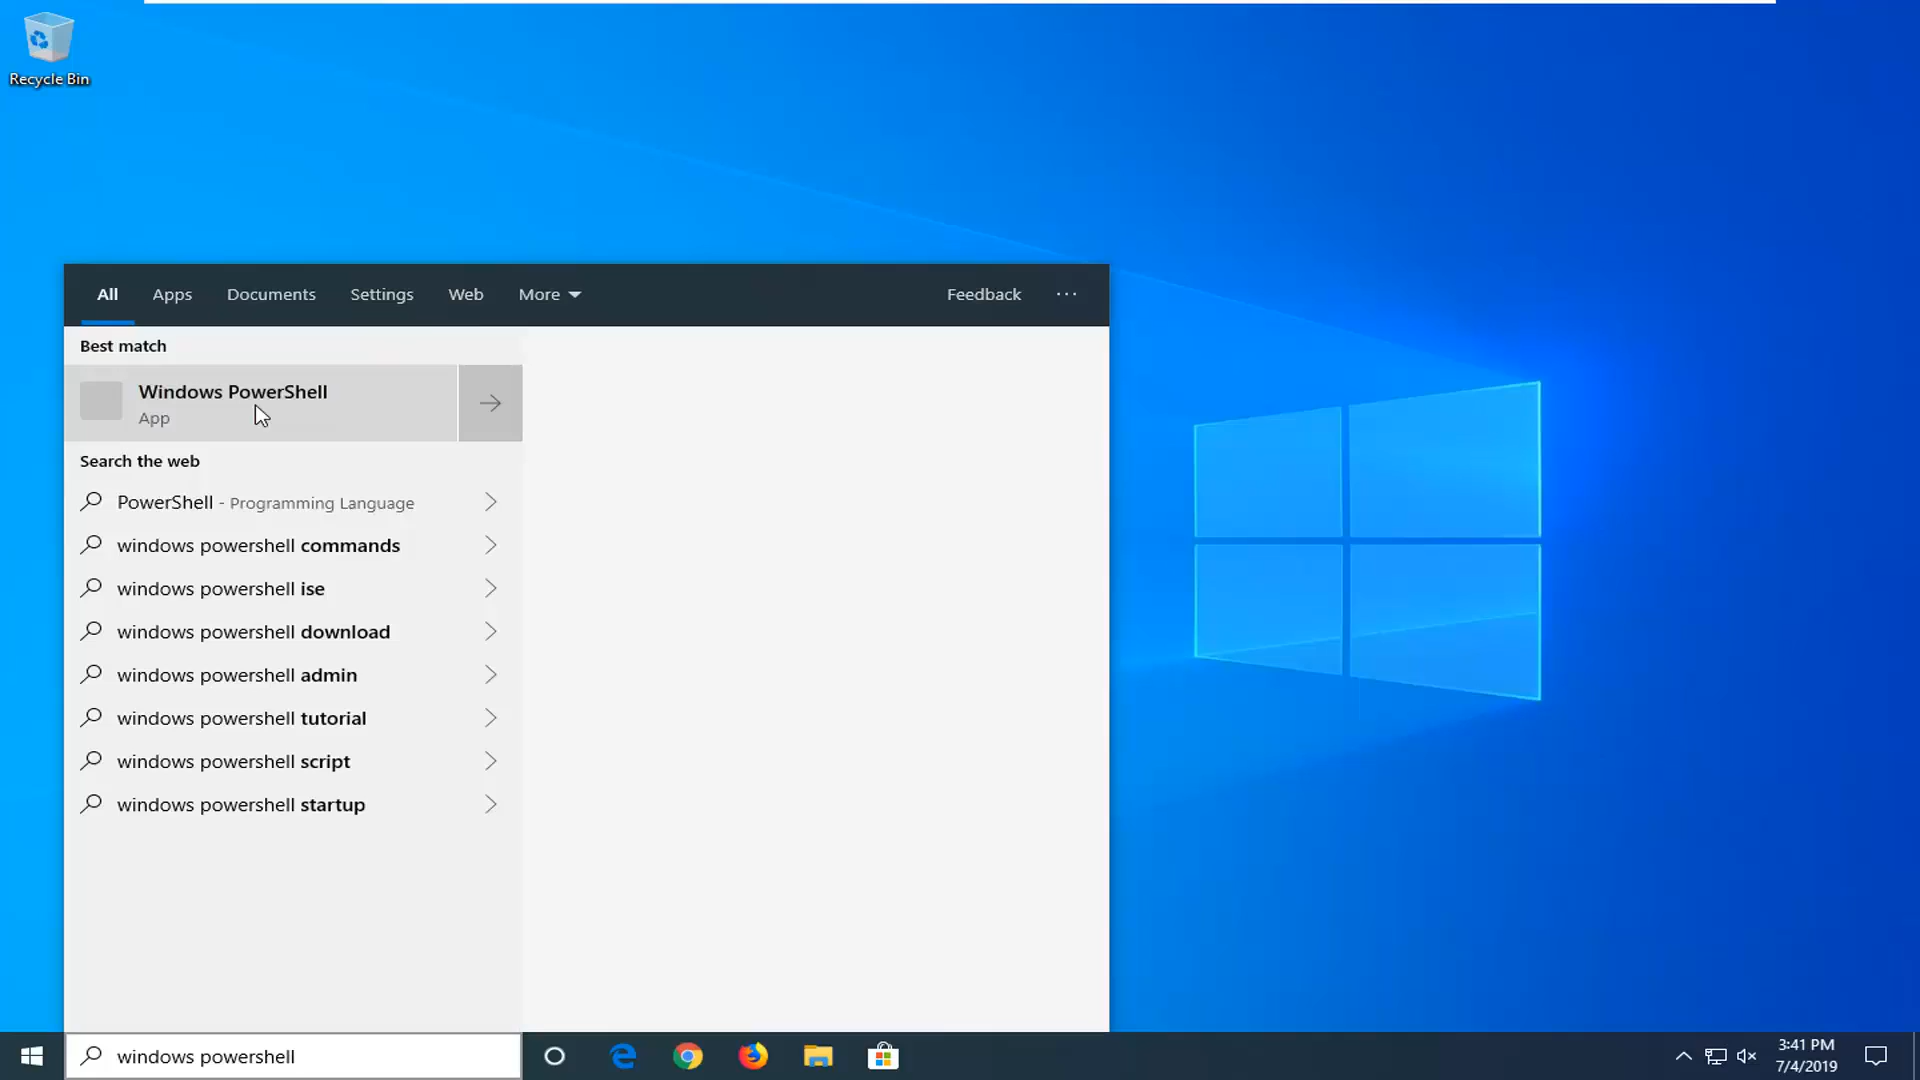 Recycle Bin
All Apps Documents Settings Web More Feedback ···
Best match
Windows PowerShell
App
Search the web
PowerShell - Programming Language
windows powershell commands
windows powershell ise
windows powershell download
windows powershell admin
windows powershell tutorial
windows powershell script
windows powershell startup
windows powershell
3:41 PM
7/4/2019